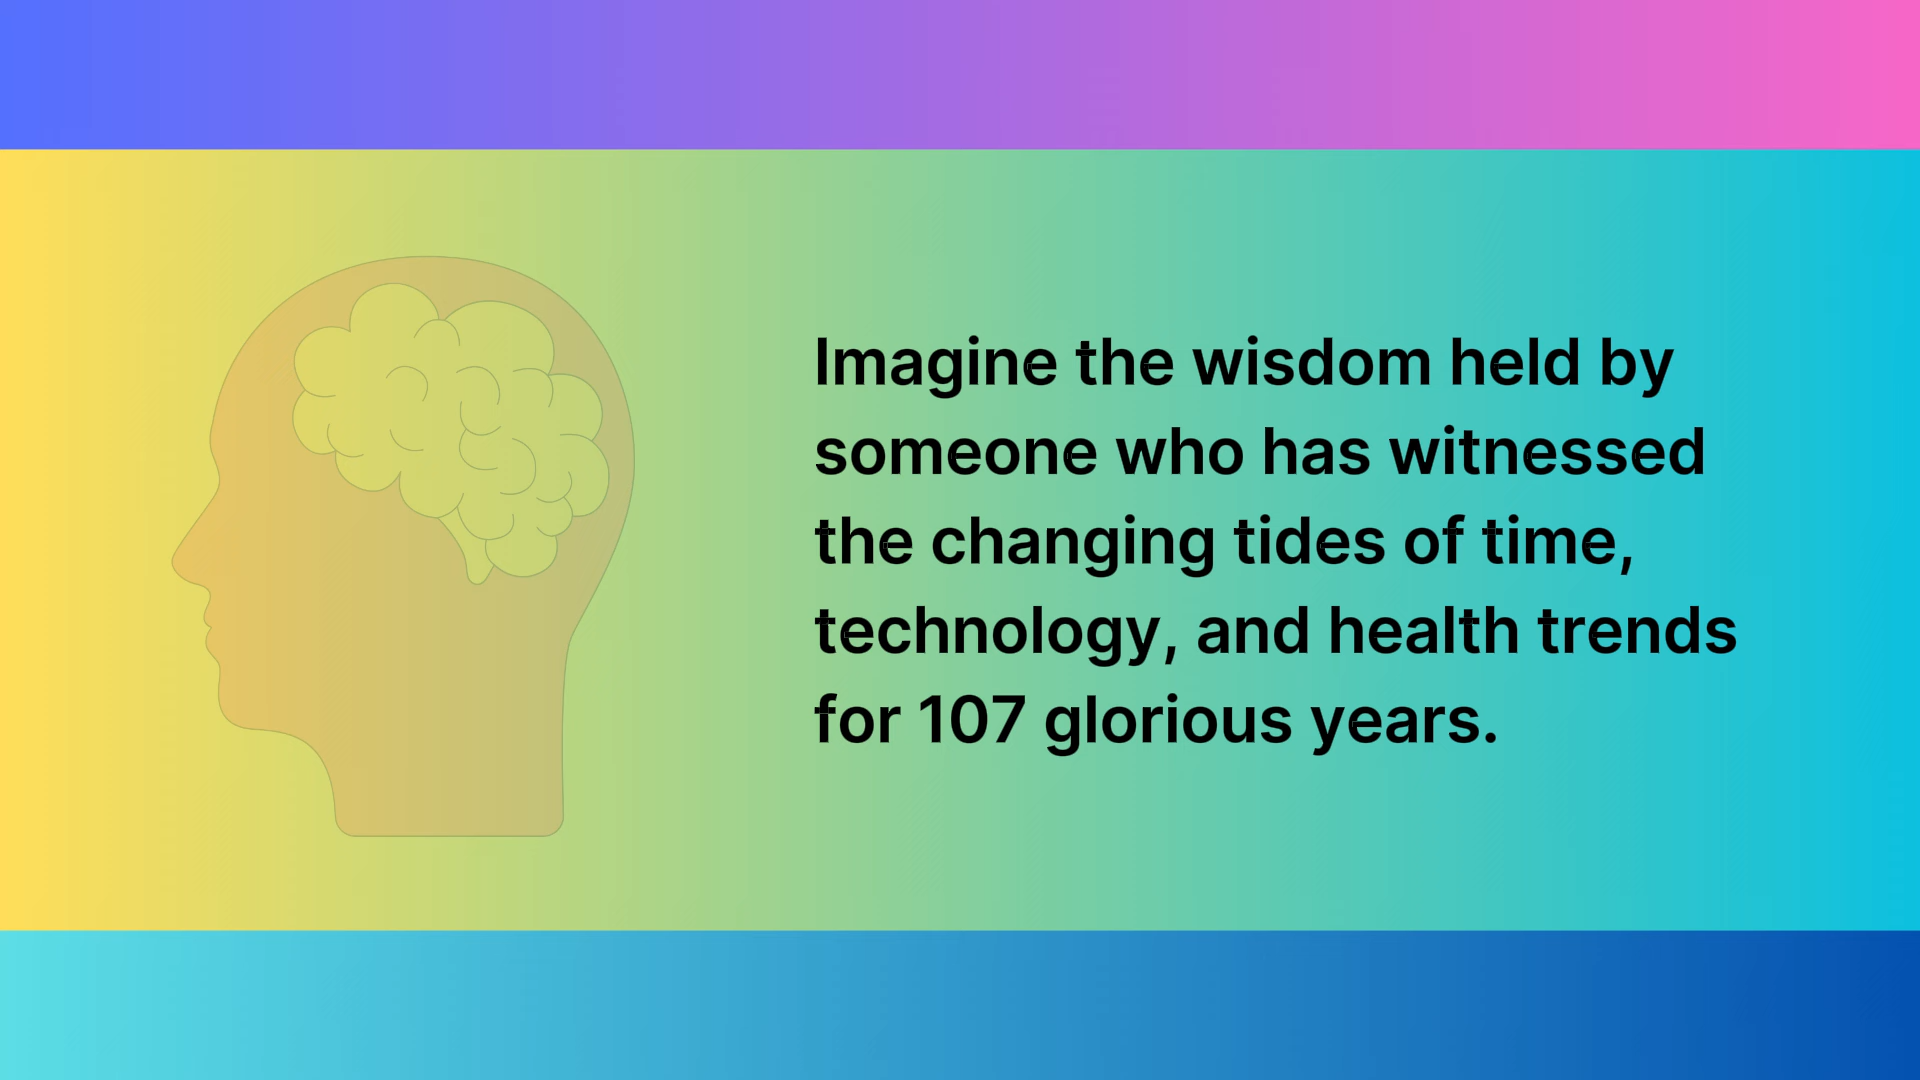 Imagine the wisdom held by
someone who has witnessed
the changing tides of time,
technology, and health trends
for 107 glorious years.